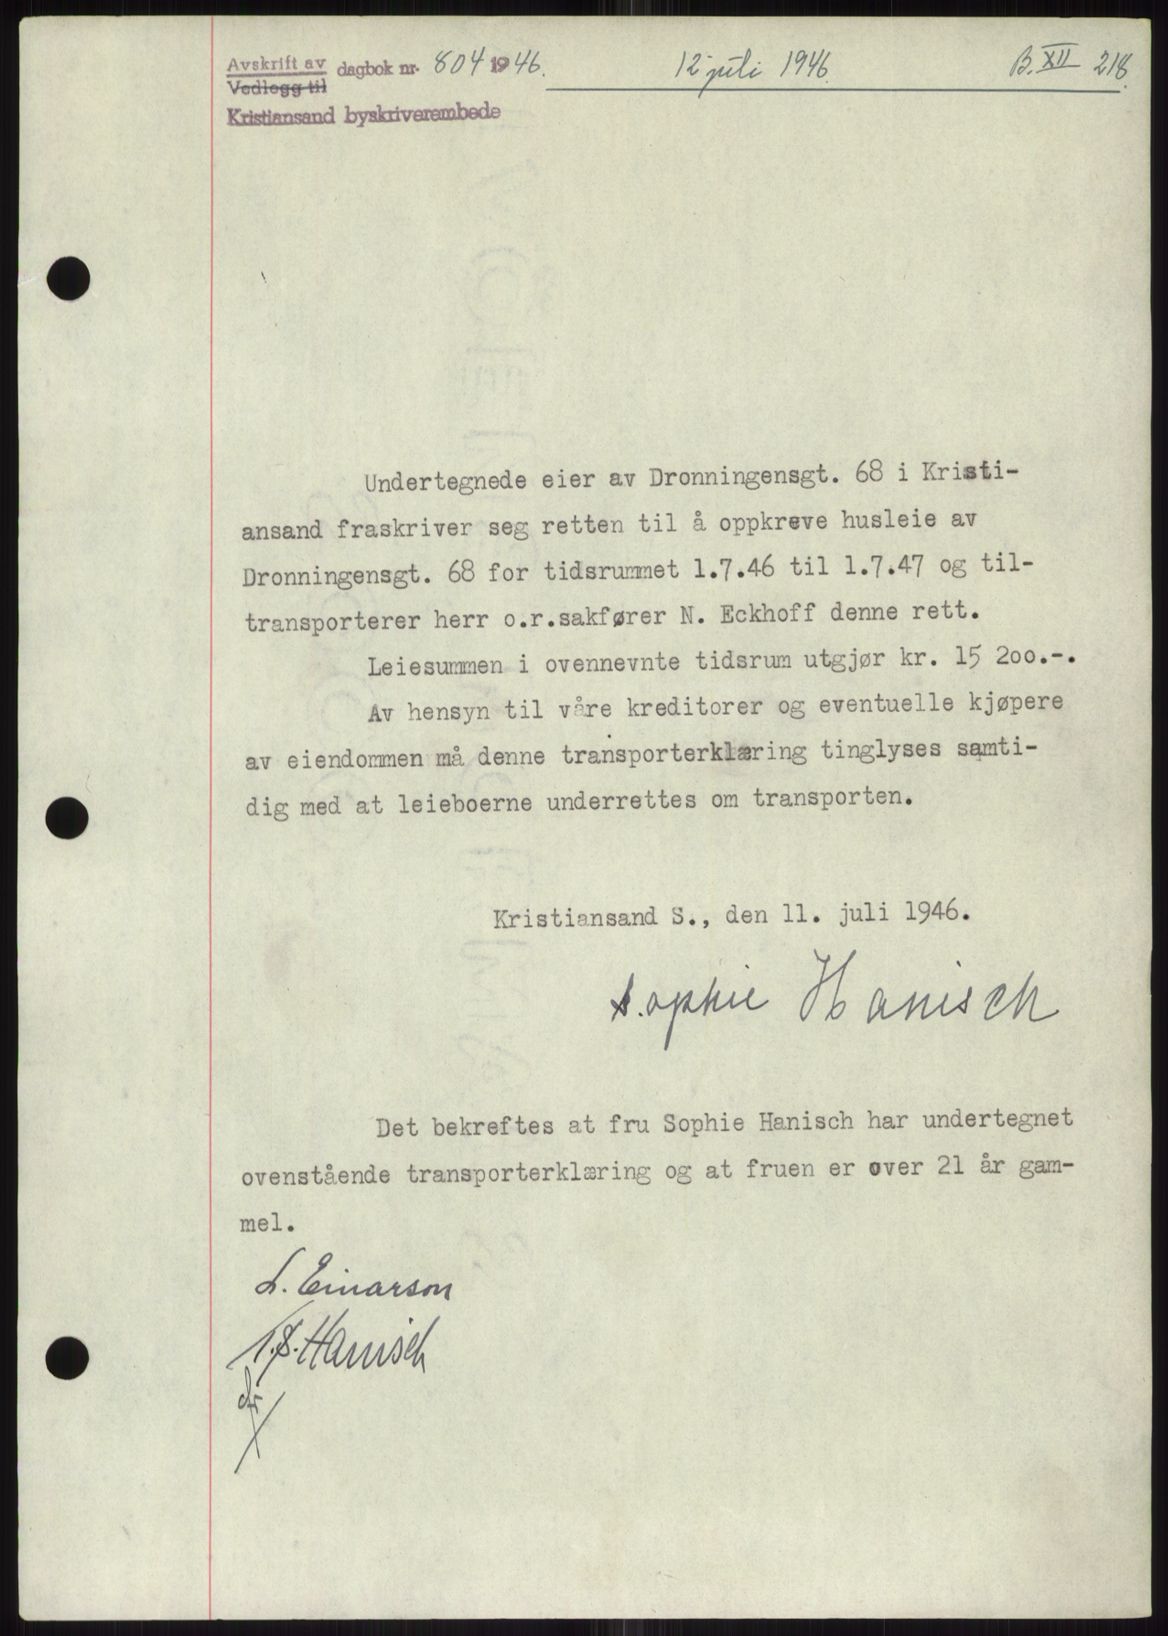 Avskrift av
Vedlegg til
dagbok nr. 804 1946.
Kristiansand byskriverembede
12 juli 1946.
B. XII 218.
Undertegnede eier av Dronningensgt. 68 i Kristi-
ansand fraskriver seg retten til å oppkreve husleie av
Dronningensgt. 68 for tidsrummet 1.7.46 til 1.7.47 og til-
transporterer herr o.r.sakfører N. Eckhoff denne rett.
Leiesummen i ovennevnte tidsrum utgjør kr. 15 200.-.
Av hensyn til våre kreditorer og eventuelle kjøpere
av eiendommen må denne transporterklæring tinglyses samti-
dig med at leieboerne underrettes om transporten.
Kristiansand S., den 11. juli 1946.
Sophie Hanisch
Det bekreftes at fru Sophie Hanisch har undertegnet
ovenstående transporterklæring og at fruen er over 21 år gam-
mel.
L. Einarson
Hanisch